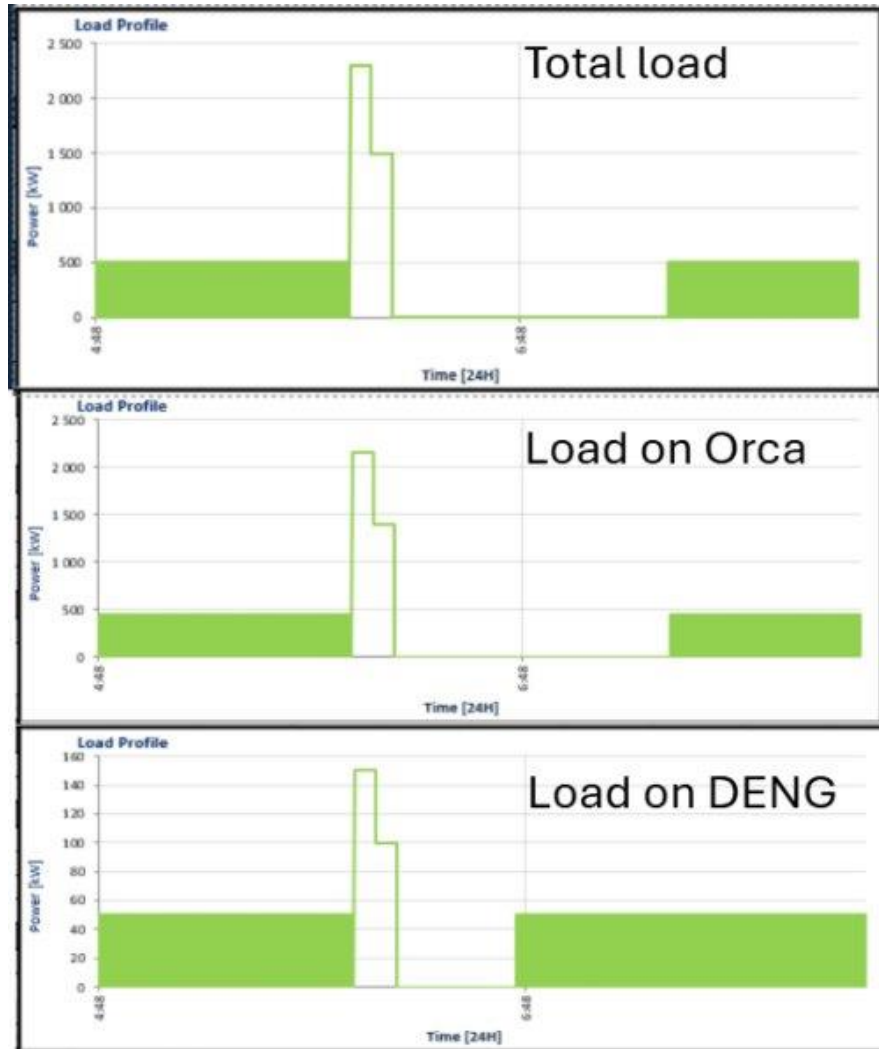 Load Profile
Total load
2 500
2 000
1 500
1 000
500
0
Power [kW]
4:48
6:48
Time [24H]
Load Profile
Load on Orca
2 500
2 000
1 500
1 000
500
0
Power [kW]
4:48
6:48
Time [24H]
Load Profile
Load on DENG
160
140
120
100
80
60
40
20
0
Power [kW]
4:48
6:48
Time [24H]